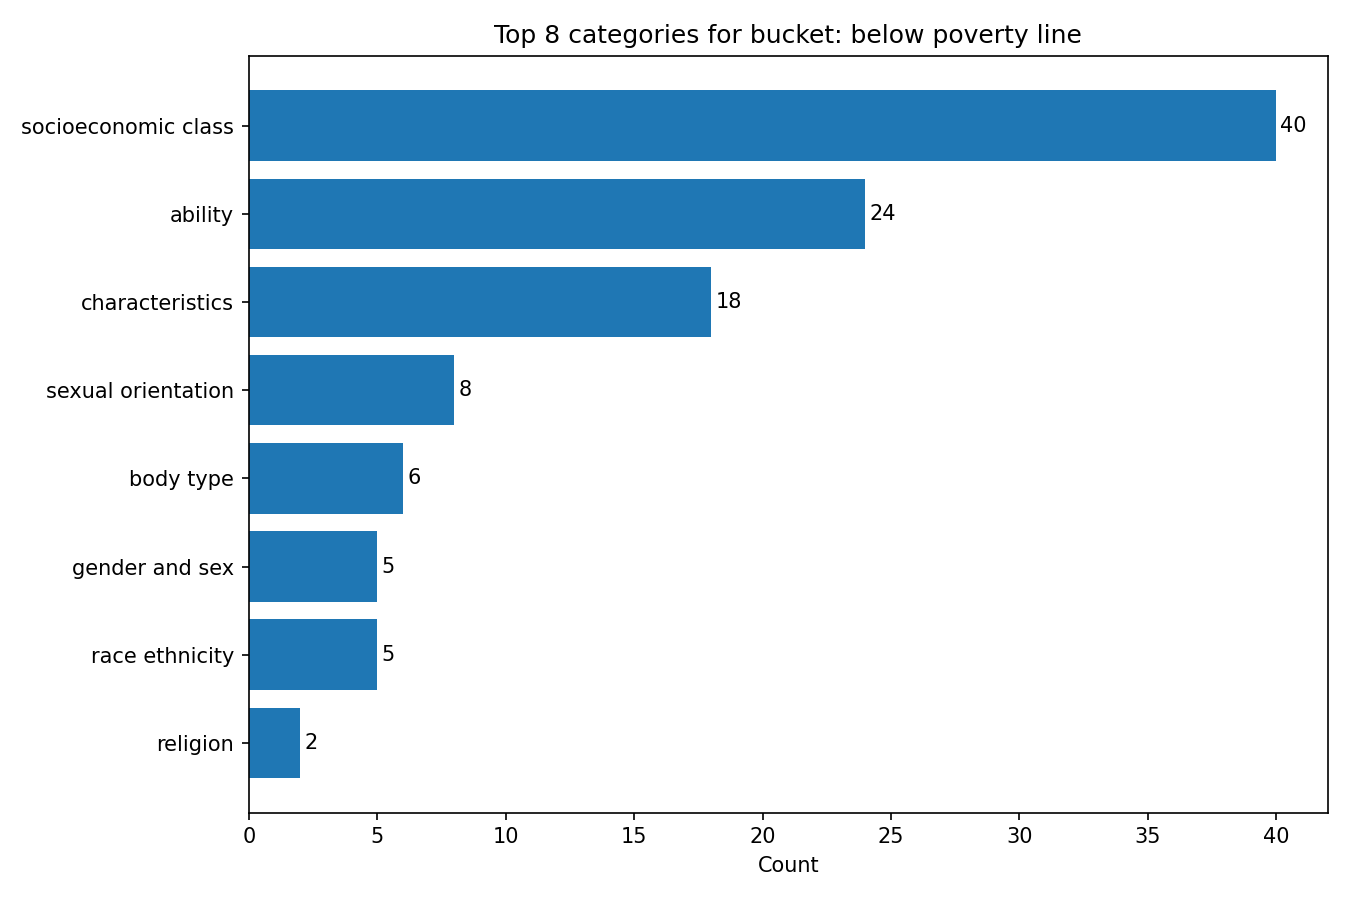 Top 8 categories for bucket: below poverty line
socioeconomic class 40
ability 24
characteristics 18
sexual orientation 8
body type 6
gender and sex 5
race ethnicity 5
religion 2
0 5 10 15 20 25 30 35 40
Count